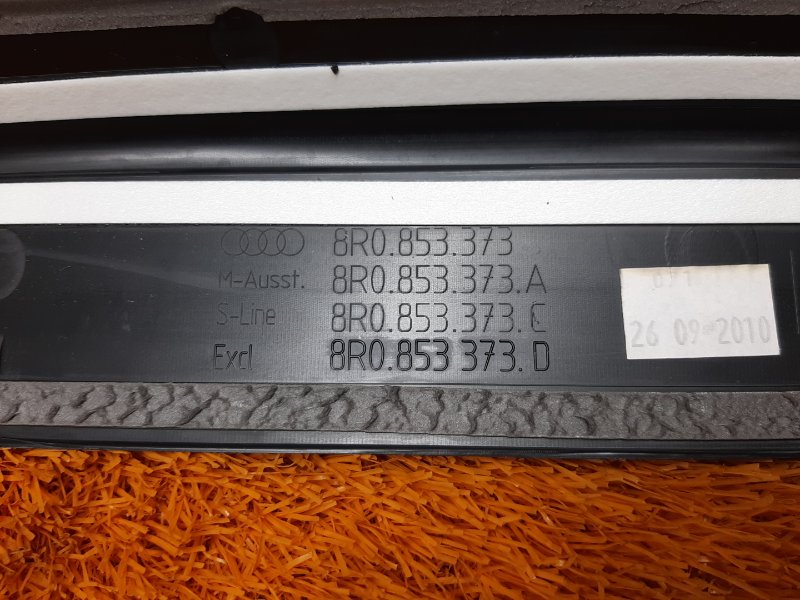 8R0.853.373
M-Ausst. 8R0.853.373.A
S-Line 8R0.853.373.C
Excl 8R0.853 373.D
26 09 2010